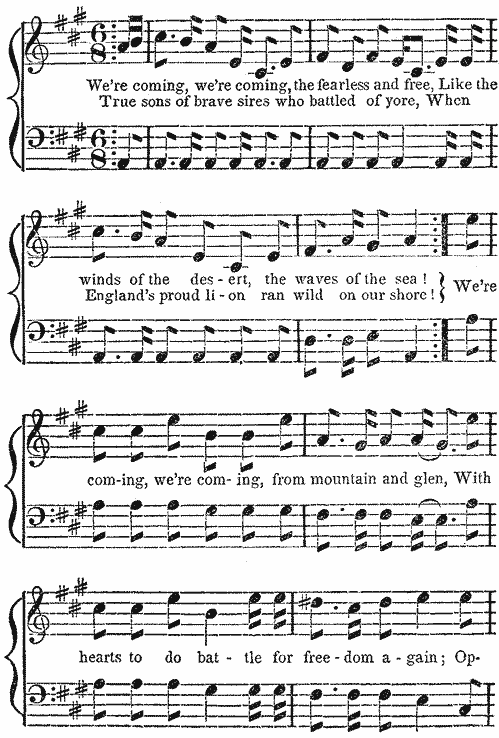 We're coming, we're coming, the fearless and free, Like the
True sons of brave sires who battled of yore, When
winds of the des - ert, the waves of the sea !
England's proud li - on ran wild on our shore !
We're
com-ing, we're com- ing, from mountain and glen, With
hearts to do bat - tle for free - dom a - gain ; Op-